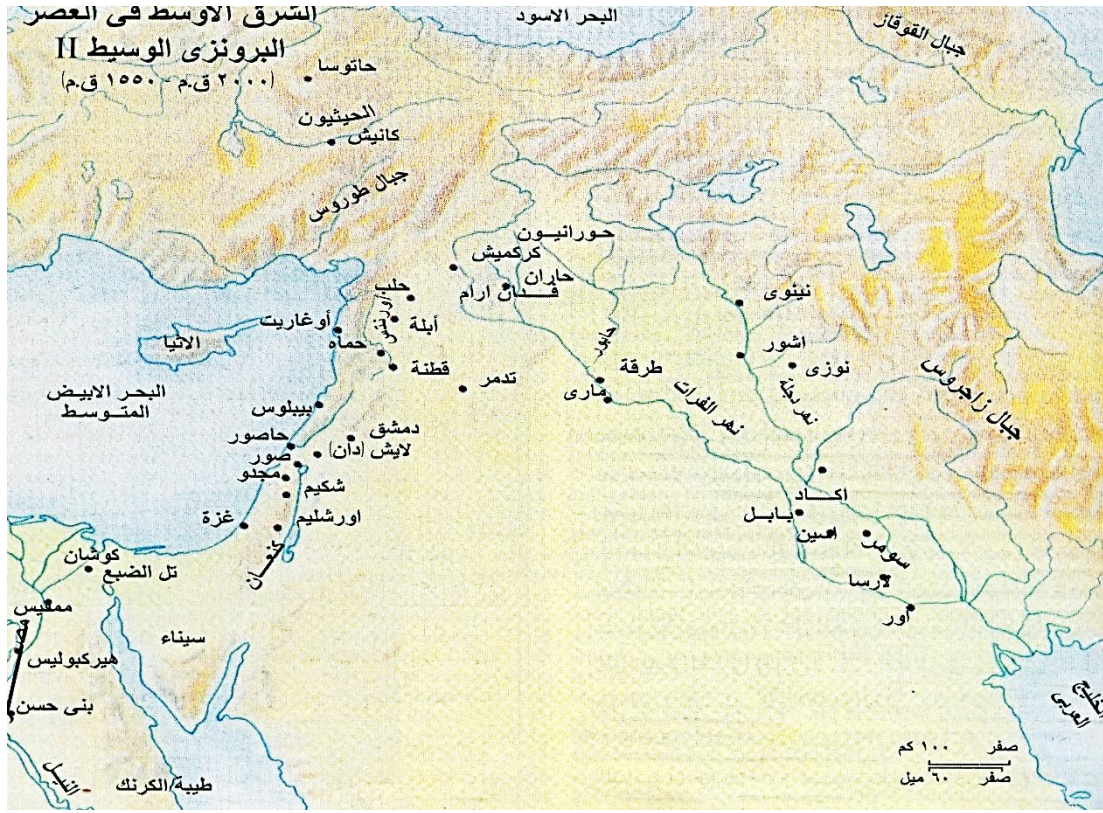 الشرق الاوسط فى العصر
البرونزى الوسيط II
(٢٠٠٠ ق.م - ١٥٥٠ ق.م)
البحر الاسود
جبال القوقاز
حاتوسا
الحيثيون
كانيش
جبال طوروس
حورانيون
كركميش
حاران
فدان ارام
حلب
أبلة
أوغاريت
حماه
قطنة
تدمر
الاثيا
البحر الابيض
المتوسط
بيبلوس
حاصور
صور
دمشق
لايش (دان)
مجدو
شكيم
اورشليم
غزة
كنعان
خابور
طرقة
مارى
نهر الفرات
نينوى
اشور
نوزى
نهر دجلة
جبال زاجروس
اكاد
بابل
اسين
سومر
لارسا
اور
كوشان
تل الضبع
ممفيس
مصر
هيركبوليس
بنى حسن
سيناء
النيل
طيبة/الكرنك
الخليج
العربى
صفر ١٠٠ كم
صفر ٦٠ ميل